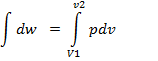 ∫ dw = ∫_{V1}^{v2} pdv